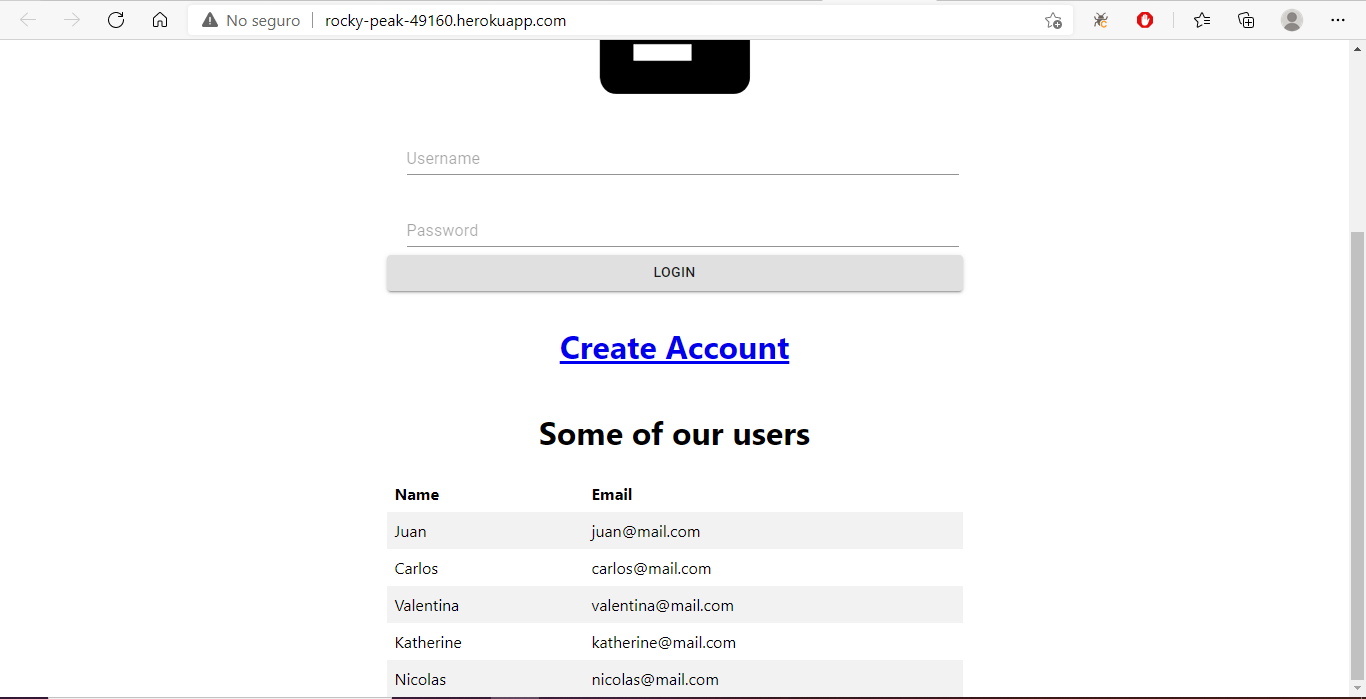 No seguro rocky-peak-49160.herokuapp.com
Username
Password
LOGIN
Create Account
Some of our users
Name Email
Juan juan@mail.com
Carlos carlos@mail.com
Valentina valentina@mail.com
Katherine katherine@mail.com
Nicolas nicolas@mail.com